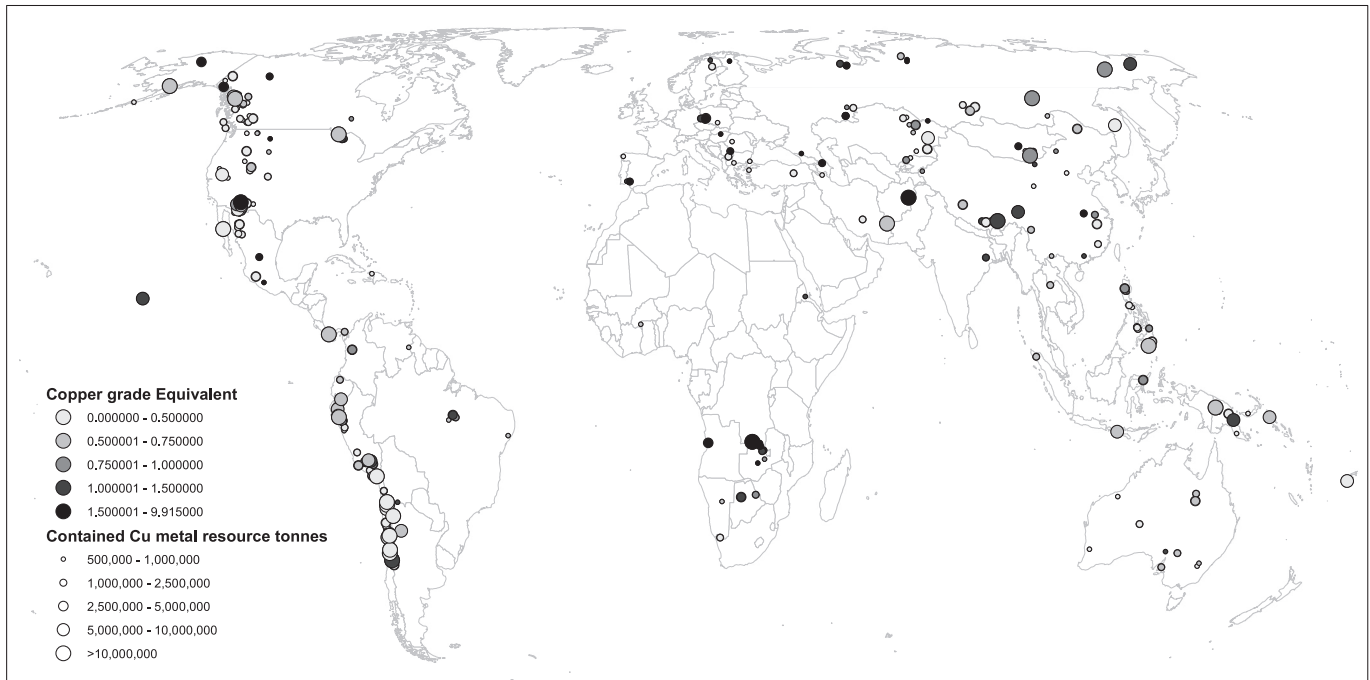 Copper grade Equivalent
0.000000 - 0.500000
0.500001 - 0.750000
0.750001 - 1.000000
1.000001 - 1.500000
1.500001 - 9.915000
Contained Cu metal resource tonnes
500,000 - 1,000,000
1,000,000 - 2,500,000
2,500,000 - 5,000,000
5,000,000 - 10,000,000
>10,000,000